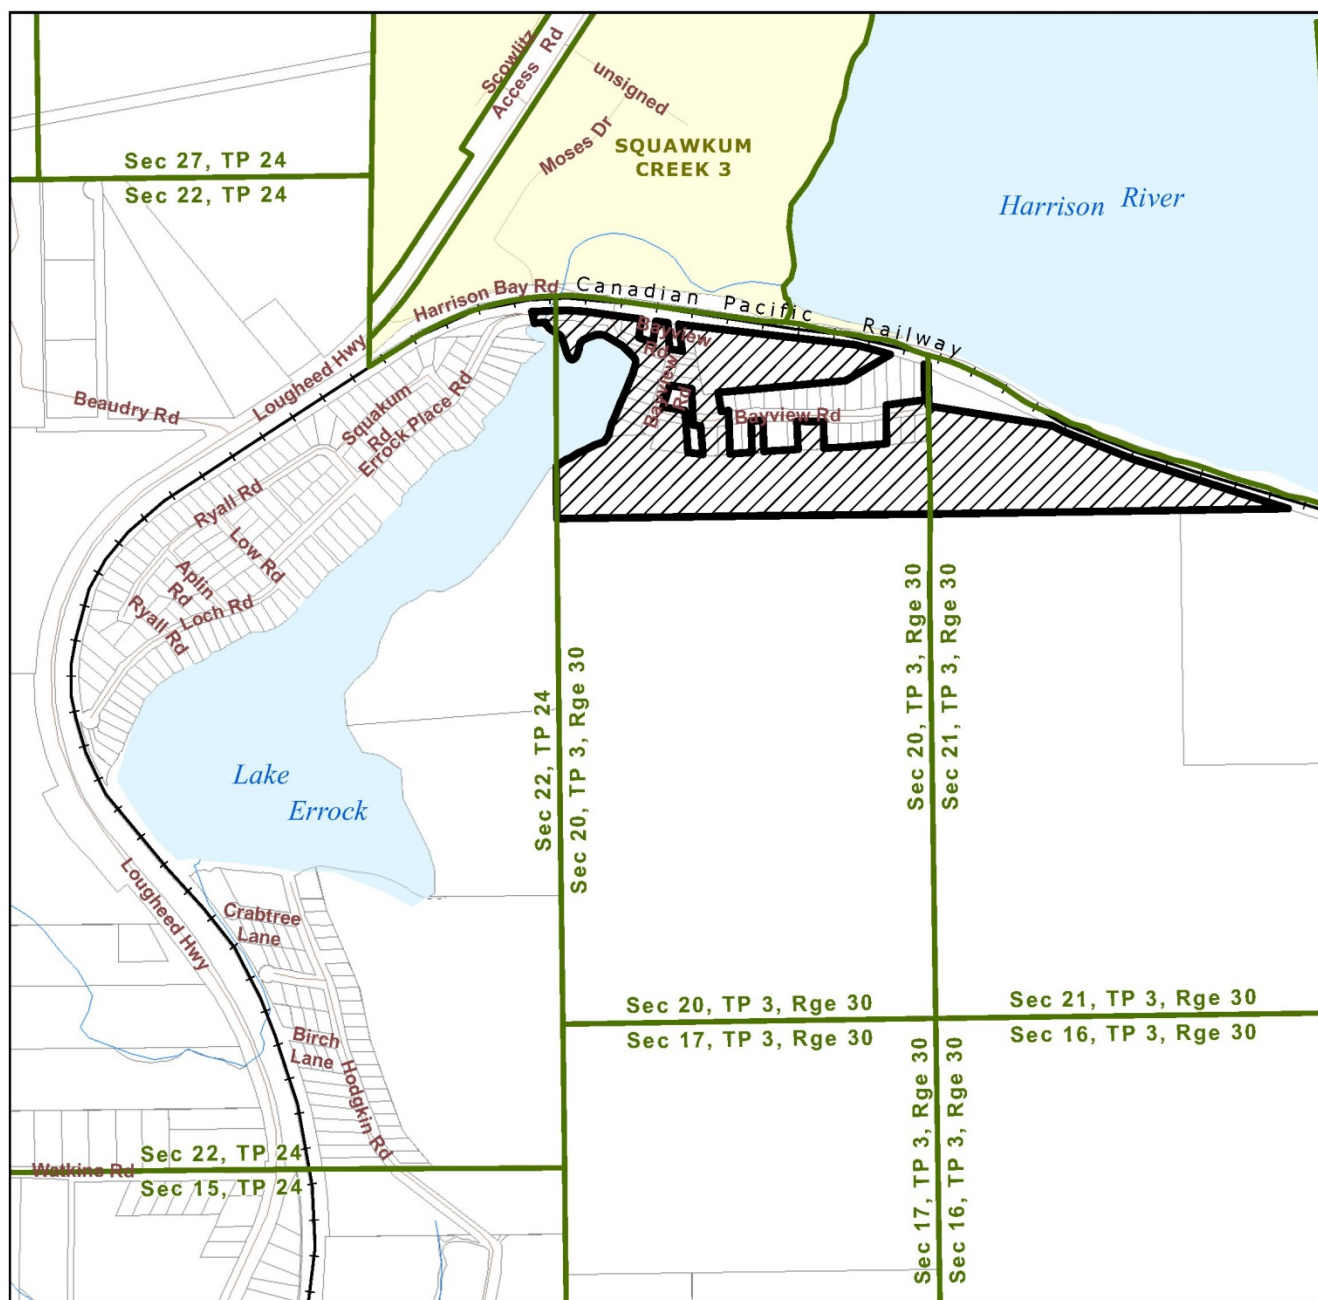 Scowlitz
Access Rd
unsigned
Moses Dr
SQUAWKUM
CREEK 3
Harrison River
Sec 27, TP 24
Sec 22, TP 24
Harrison Bay Rd
Canadian Pacific Railway
Lougheed Hwy
Beaudry Rd
Squakum
Rd
Errock Place Rd
Bayview
Rd
Bayview
Rd
Bayview Rd
Ryall Rd
Low Rd
Aplin
Rd
Ryall Rd
Loch Rd
Sec 22, TP 24
Sec 20, TP 3, Rge 30
Sec 20, TP 3, Rge 30
Sec 21, TP 3, Rge 30
Lake
Errock
Lougheed Hwy
Crabtree
Lane
Birch
Lane
Hodgkin Rd
Sec 20, TP 3, Rge 30
Sec 17, TP 3, Rge 30
Sec 21, TP 3, Rge 30
Sec 16, TP 3, Rge 30
Sec 17, TP 3, Rge 30
Sec 16, TP 3, Rge 30
Watkins Rd
Sec 22, TP 24
Sec 15, TP 24